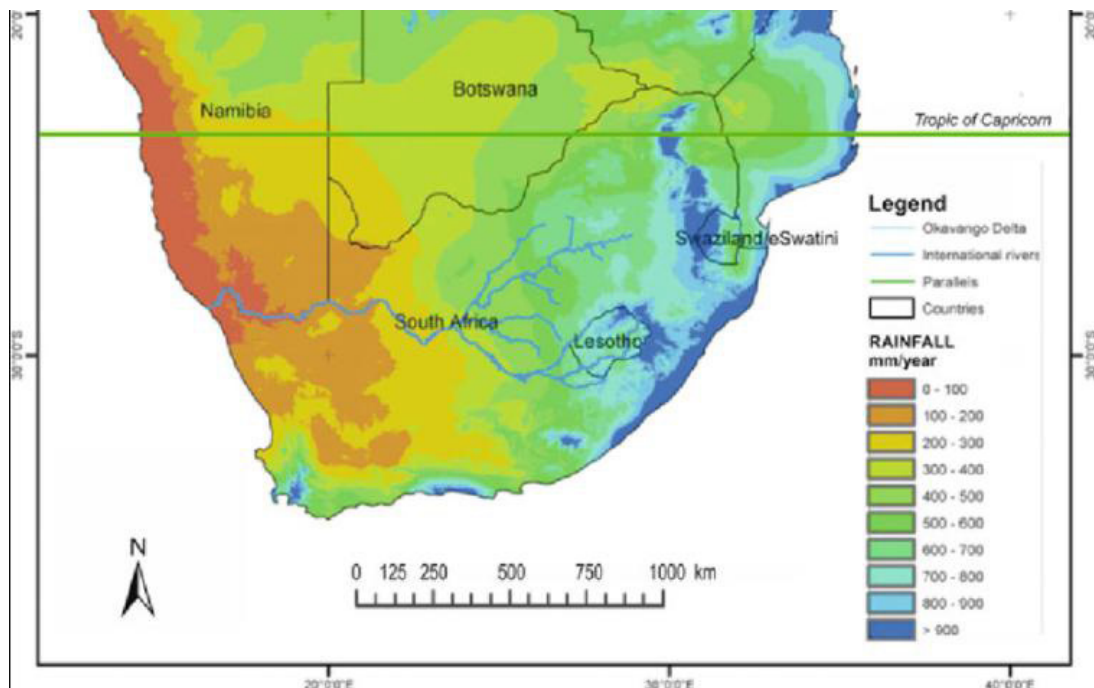 20°
20°
Namibia
Botswana
Tropic of Capricorn
Swaziland/eSwatini
South Africa
Lesotho
30°0'0"S
30°0'0"S
Legend
Okavango Delta
International rivers
Parallels
Countries
RAINFALL
mm/year
0 - 100
100 - 200
200 - 300
300 - 400
400 - 500
500 - 600
600 - 700
700 - 800
800 - 900
> 900
N
0 125 250 500 750 1000 km
20°0'0"E
30°0'0"E
40°0'0"E